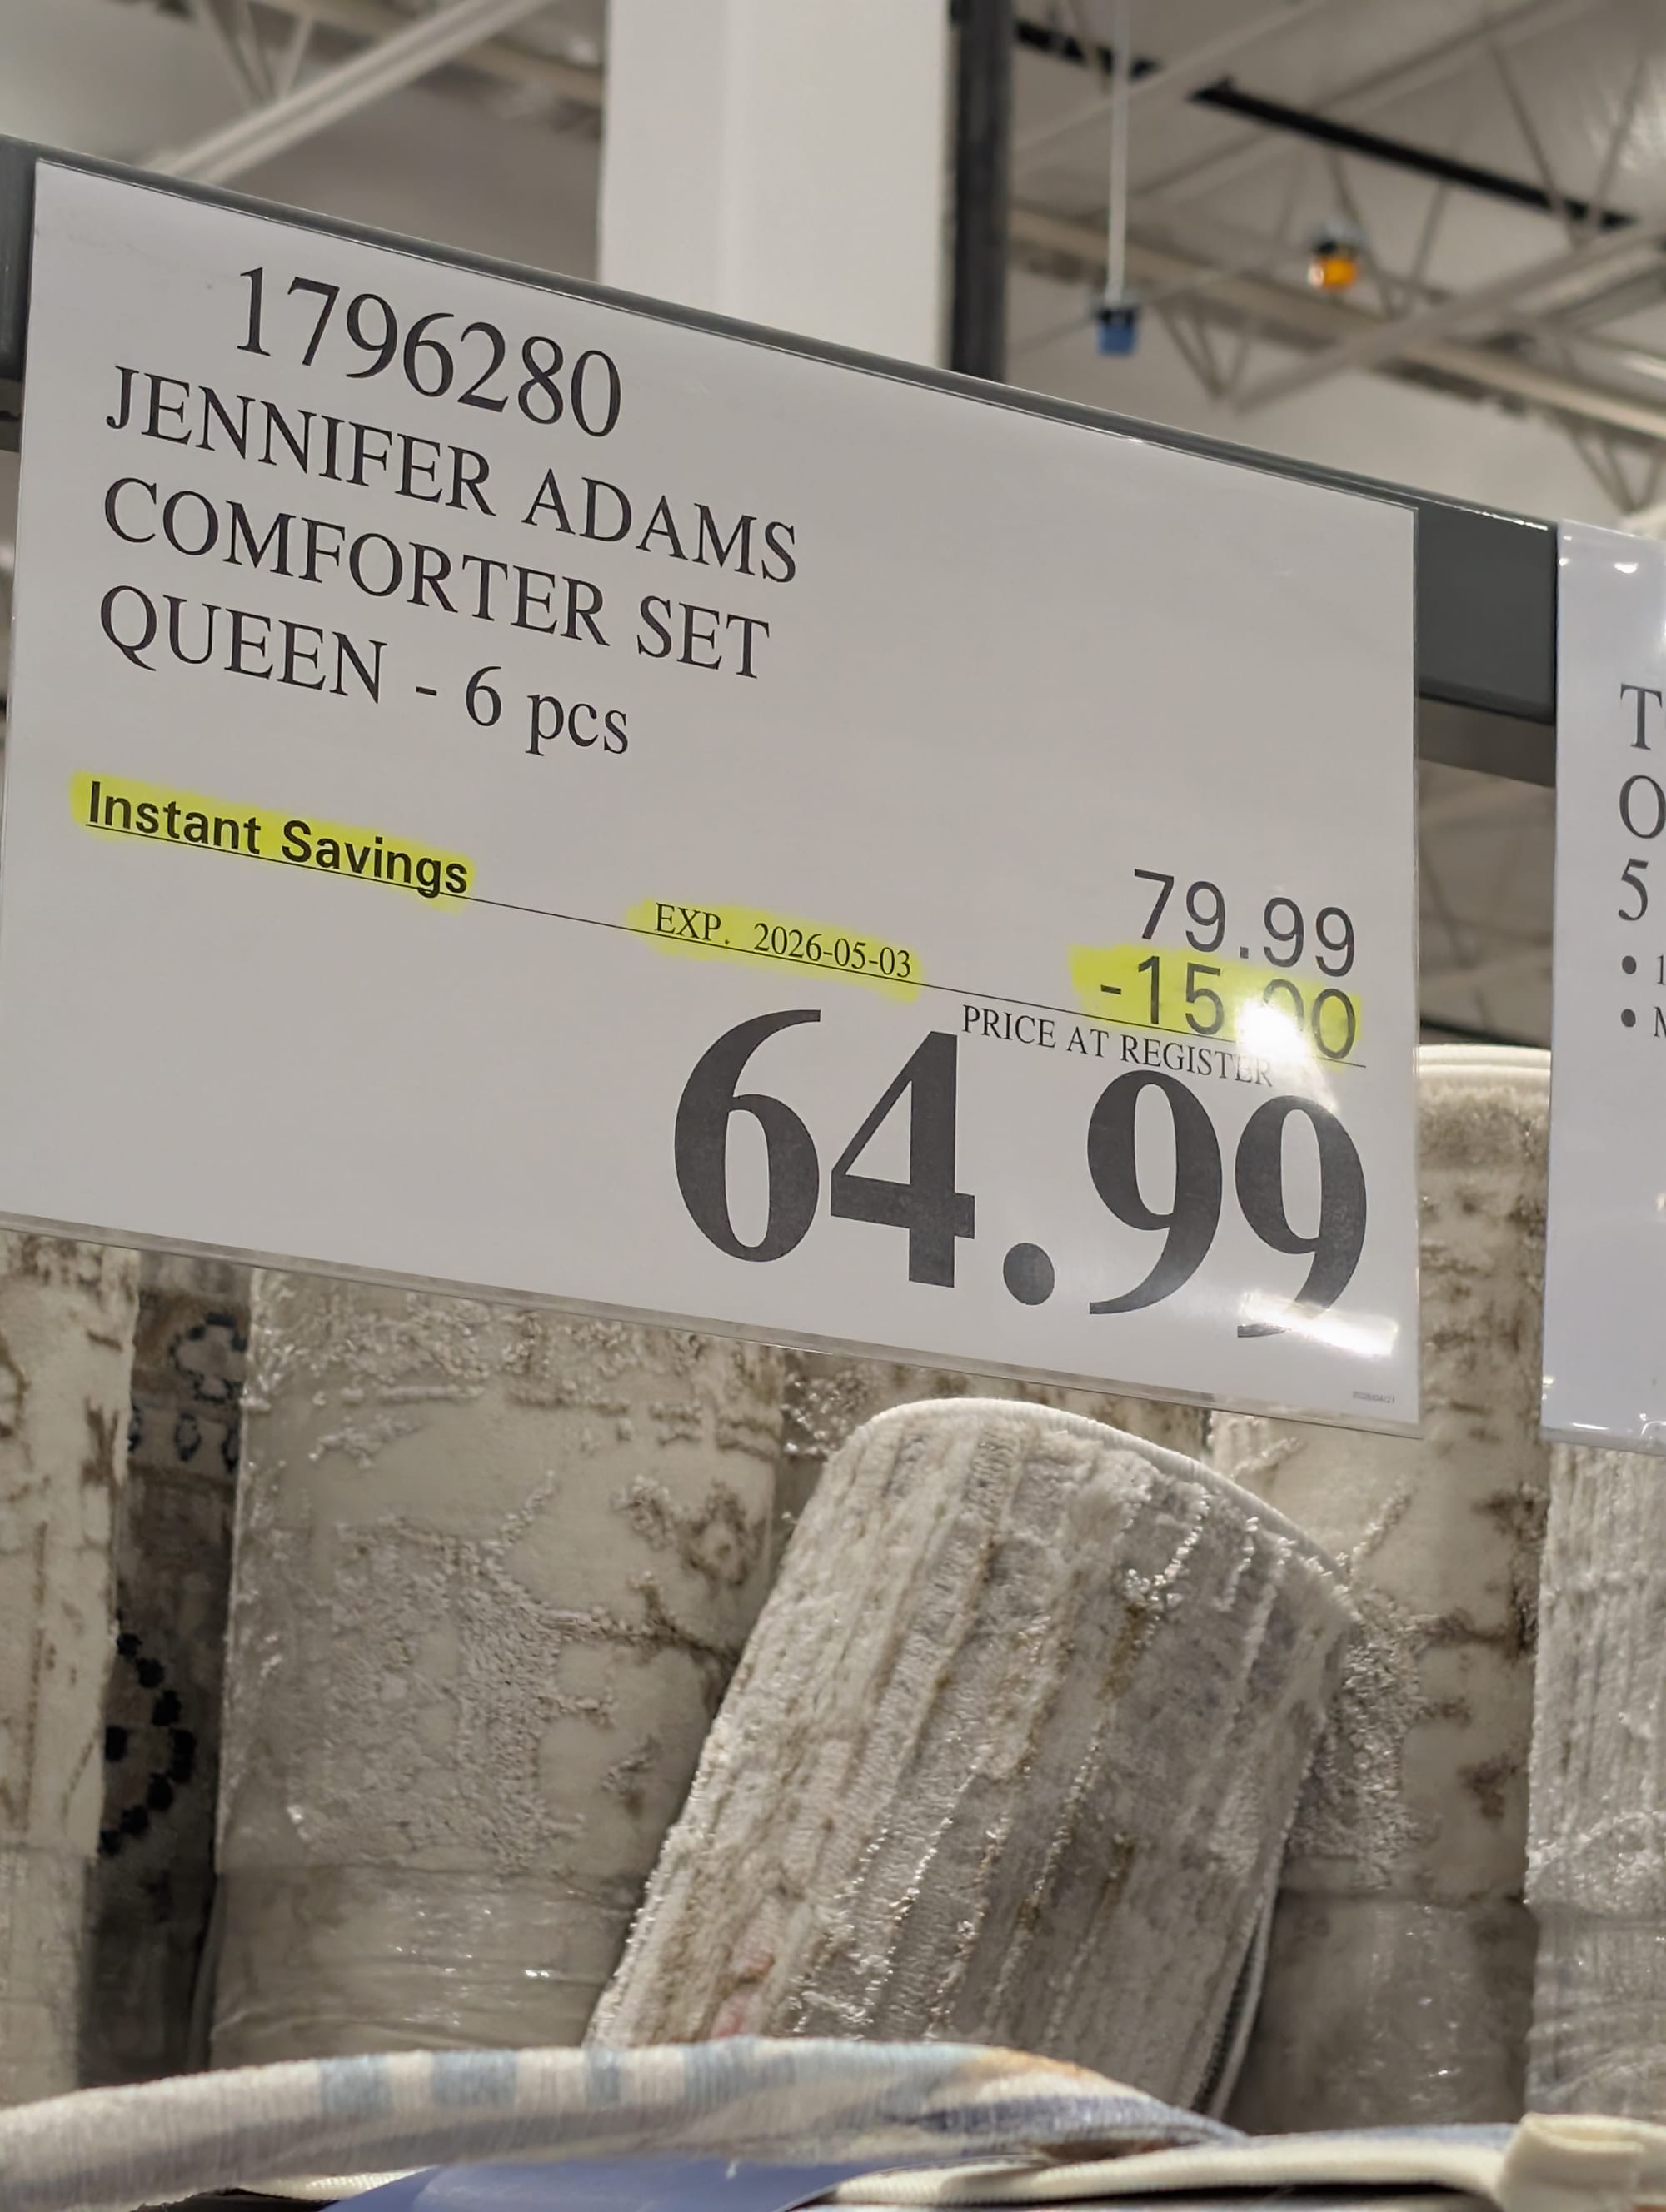 1796280
JENNIFER ADAMS
COMFORTER SET
QUEEN - 6 pcs
Instant Savings
79.99
EXP. 2026-05-03
-15.00
PRICE AT REGISTER
64.99
T
O
5